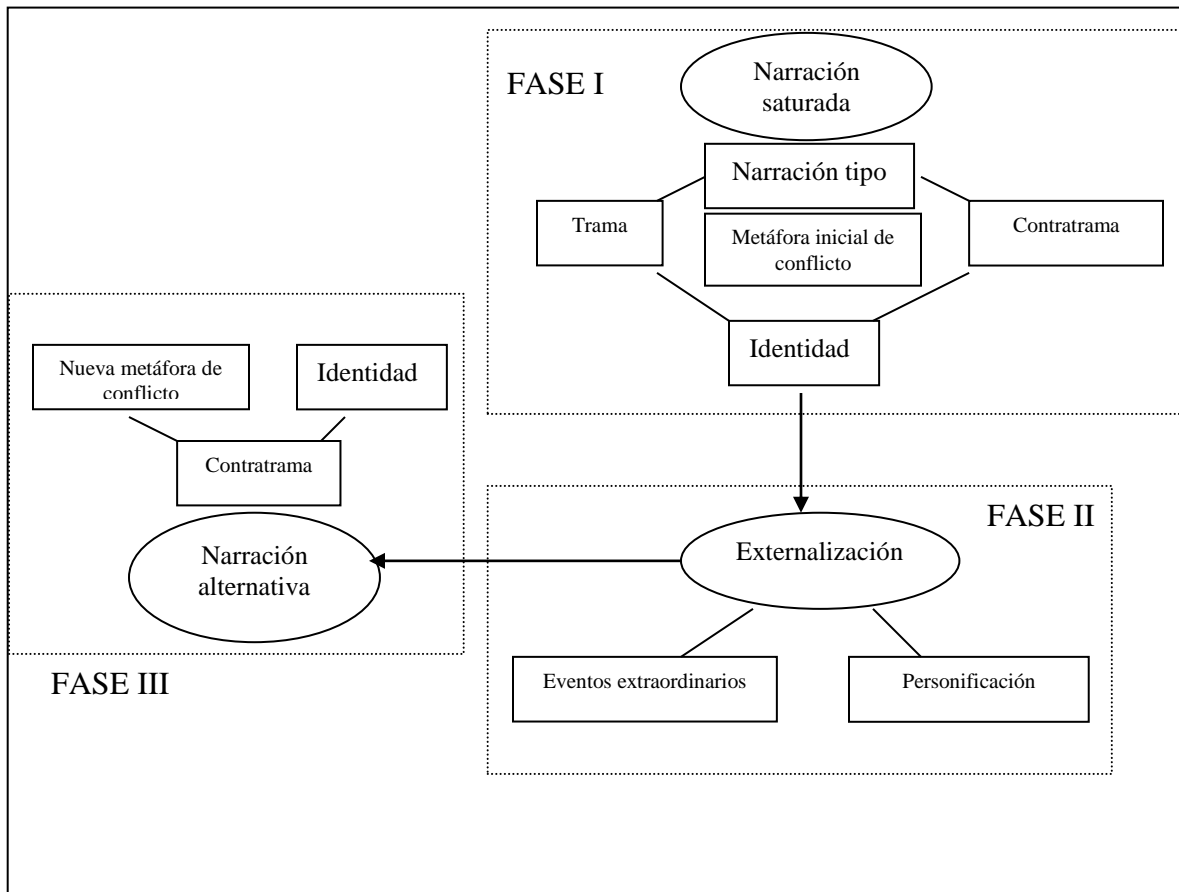 FASE I
Narración
saturada
Narración tipo
Trama
Metáfora inicial de
conflicto
Contratrama
Identidad
FASE II
Externalización
Eventos extraordinarios
Personificación
Nueva metáfora de
conflicto
Identidad
Contratrama
Narración
alternativa
FASE III